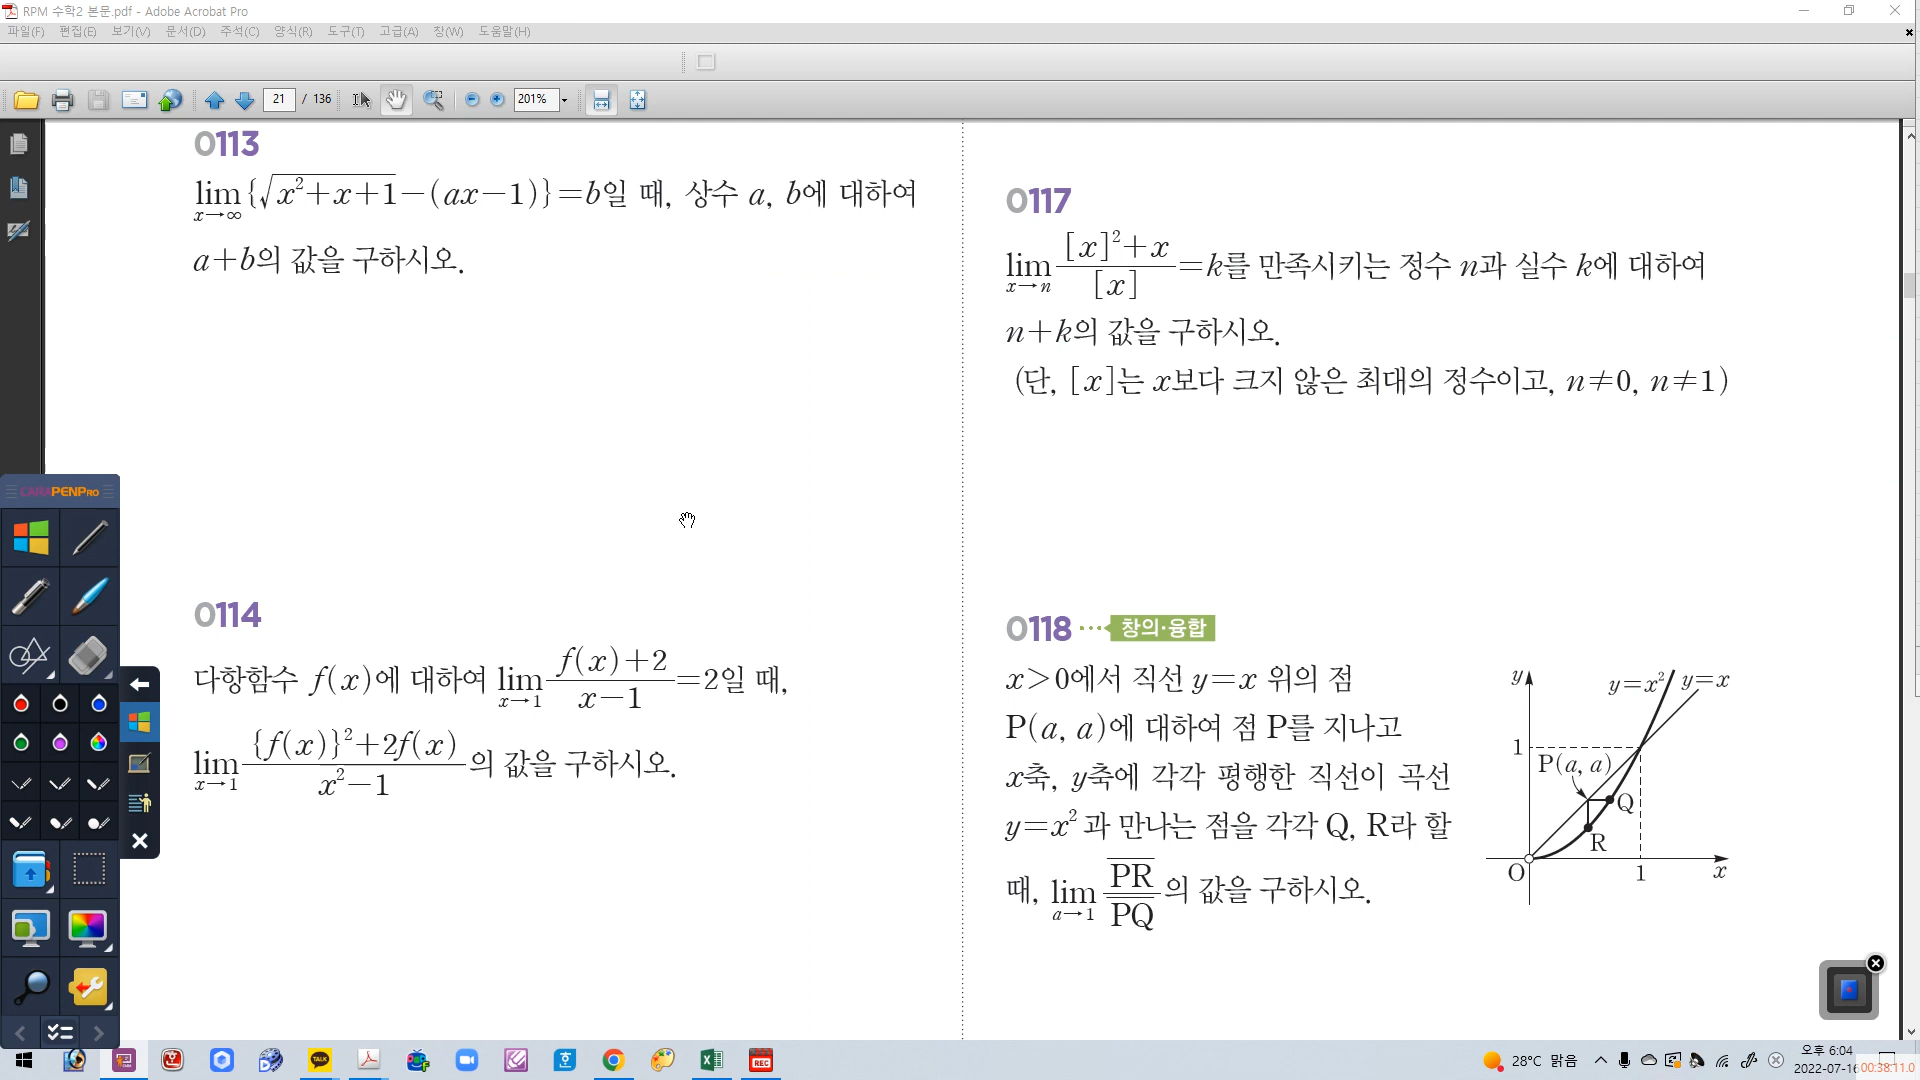 RPM 수학2 본문.pdf - Adobe Acrobat Pro
파일(F) 편집(E) 보기(V) 문서(D) 주석(C) 양식(R) 도구(T) 고급(A) 창(W) 도움말(H)
21 / 136 201%
0113
lim x→∞ {√(x²+x+1)−(ax−1)}=b일 때, 상수 a, b에 대하여
a+b의 값을 구하시오.
0114
다항함수 f(x)에 대하여 lim x→1 (f(x)+2)/(x−1)=2일 때,
lim x→1 ({f(x)}²+2f(x))/(x²−1)의 값을 구하시오.
0117
lim x→n ([x]²+x)/[x]=k를 만족시키는 정수 n과 실수 k에 대하여
n+k의 값을 구하시오.
(단, [x]는 x보다 크지 않은 최대의 정수이고, n≠0, n≠1)
0118 창의·융합
x>0에서 직선 y=x 위의 점
P(a, a)에 대하여 점 P를 지나고
x축, y축에 각각 평행한 직선이 곡선
y=x²과 만나는 점을 각각 Q, R라 할
때, lim a→1 P̅R̅/P̅Q̅의 값을 구하시오.
y y=x² y=x
1
P(a, a)
Q
R
O 1 x
CARAPENPRO
TALK
REC
28°C 맑음
오후 6:04
2022-07-16
00:38:11.0